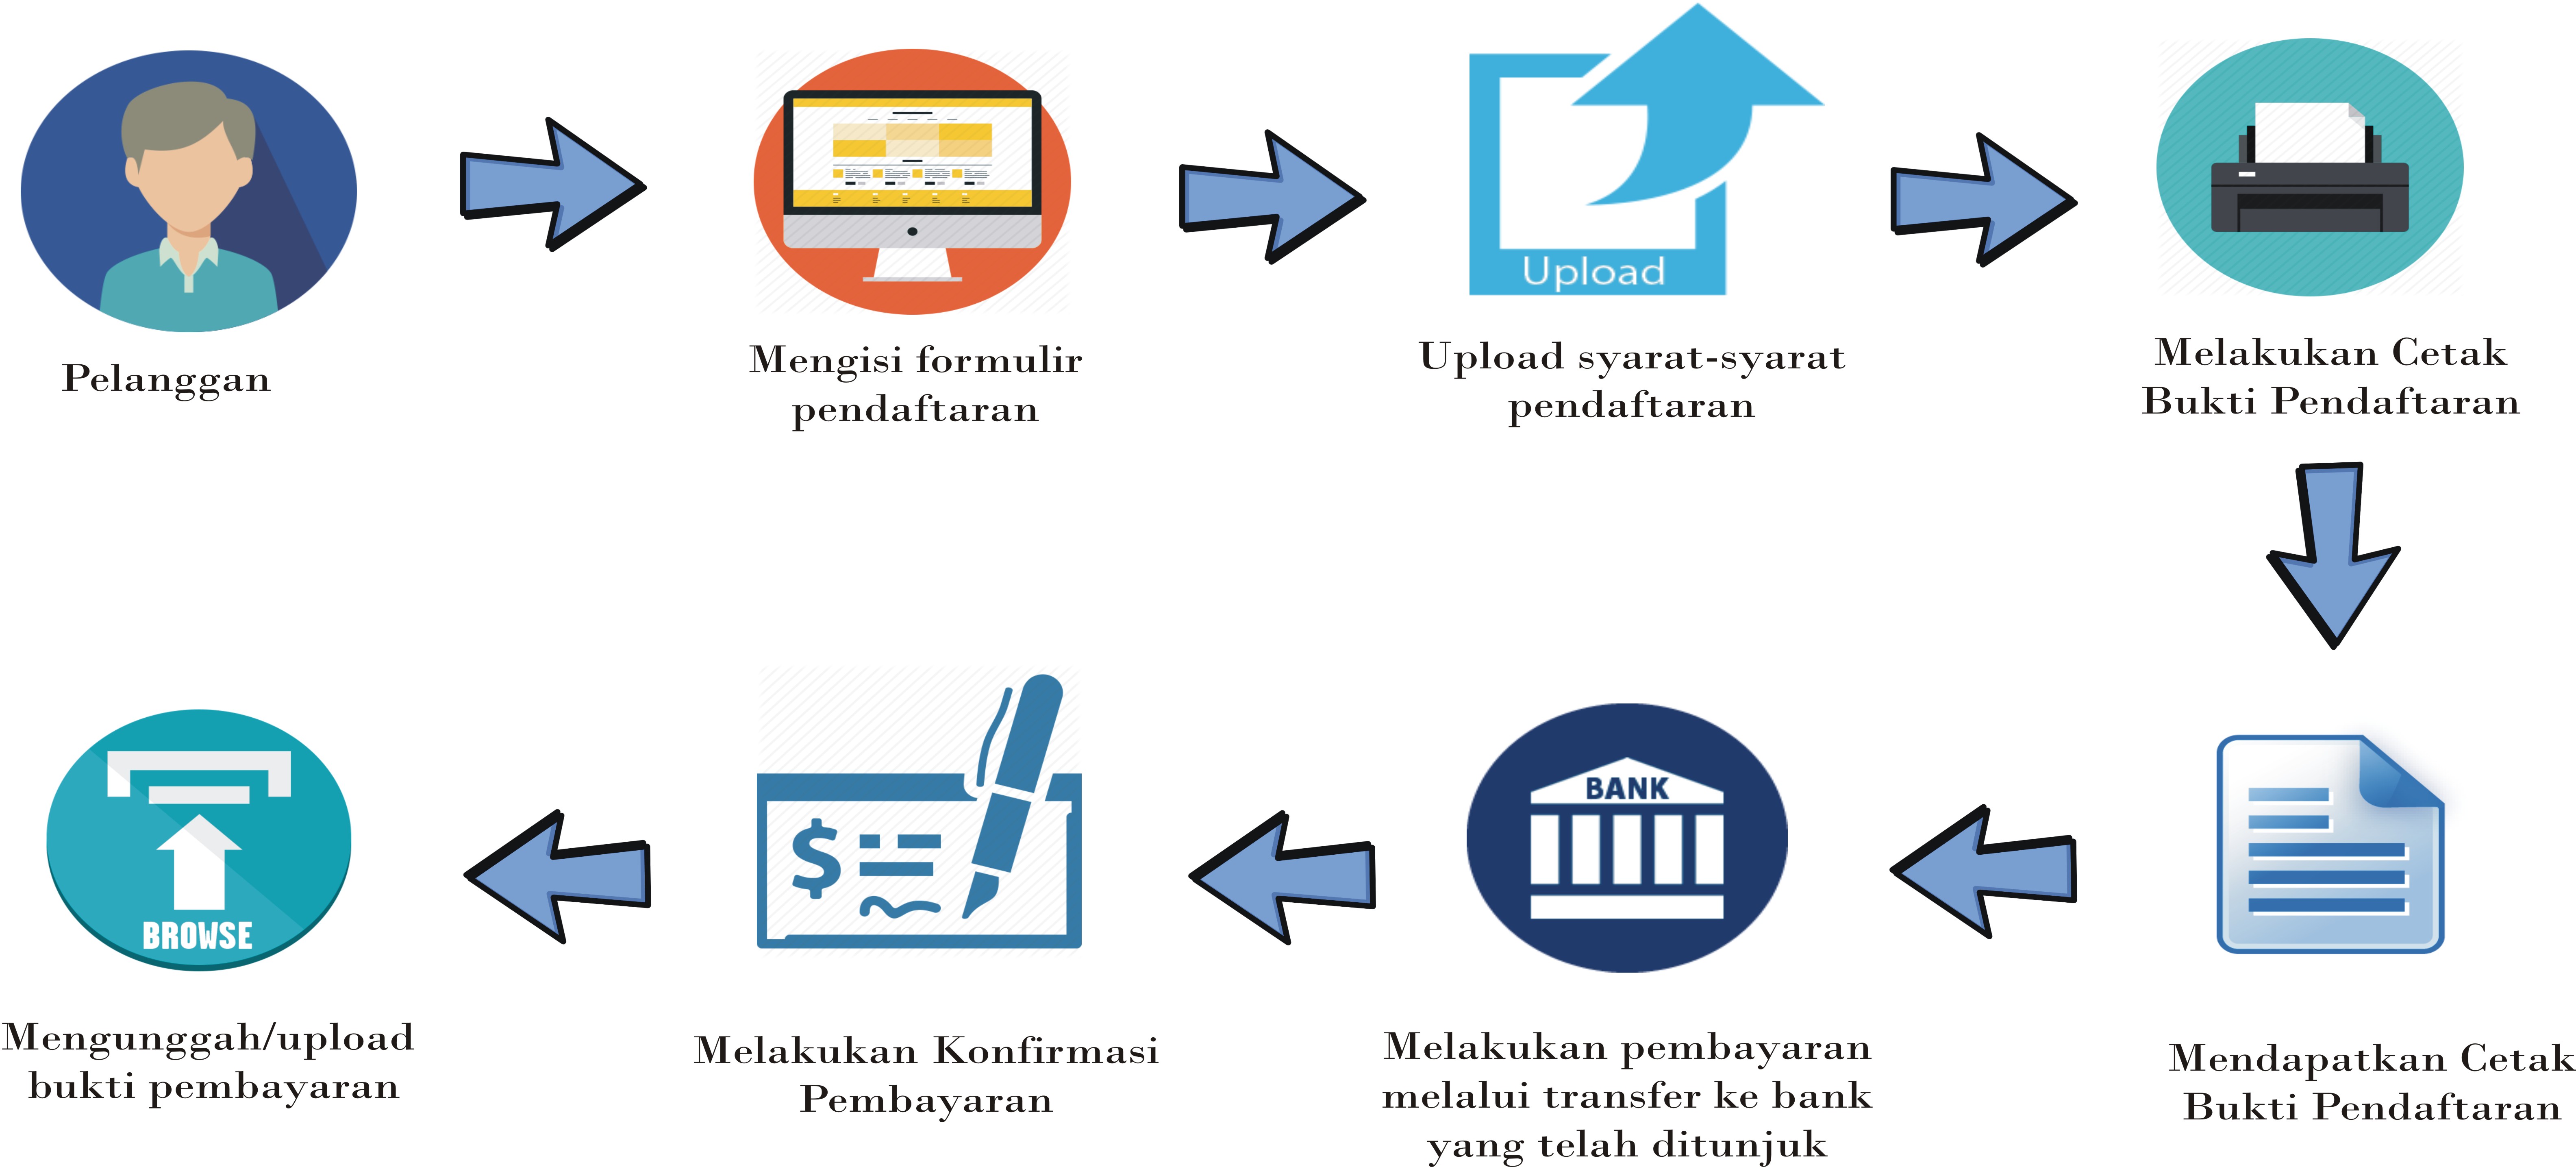 Upload
Pelanggan
Mengisi formulir
pendaftaran
Upload syarat-syarat
pendaftaran
Melakukan Cetak
Bukti Pendaftaran
BROWSE
BANK
Mengunggah/upload
bukti pembayaran
Melakukan Konfirmasi
Pembayaran
Melakukan pembayaran
melalui transfer ke bank
yang telah ditunjuk
Mendapatkan Cetak
Bukti Pendaftaran
$